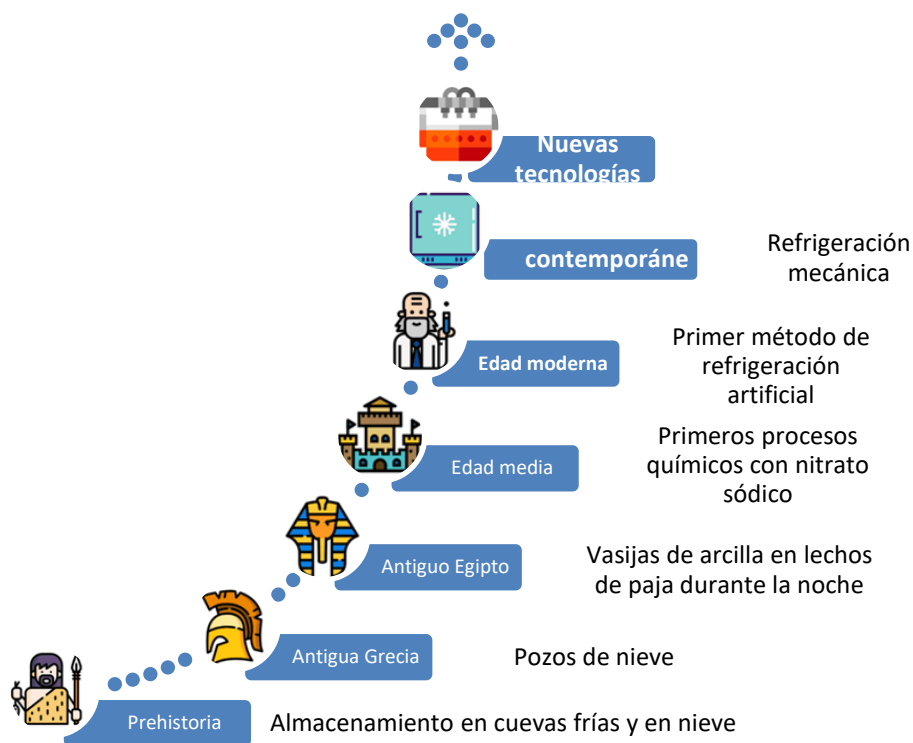 Nuevas
tecnologías
contemporáne
Refrigeración
mecánica
Edad moderna
Primer método de
refrigeración
artificial
Edad media
Primeros procesos
químicos con nitrato
sódico
Antiguo Egipto
Vasijas de arcilla en lechos
de paja durante la noche
Antigua Grecia
Pozos de nieve
Prehistoria
Almacenamiento en cuevas frías y en nieve